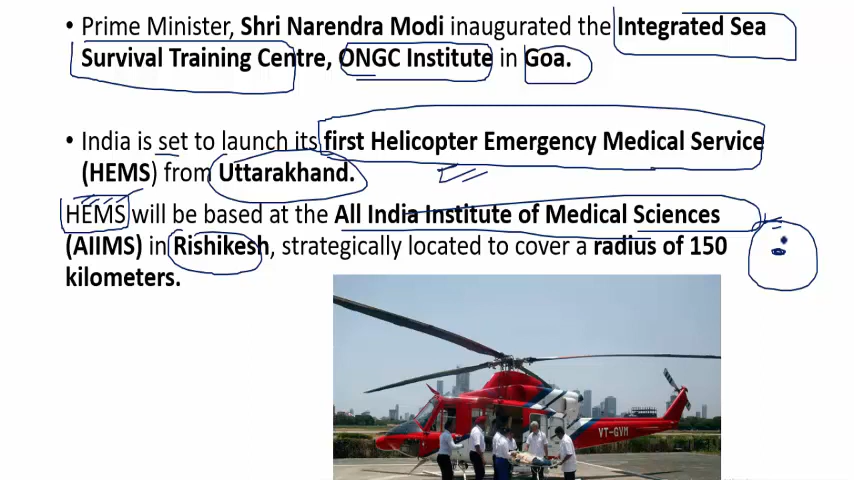 • Prime Minister, Shri Narendra Modi inaugurated the Integrated Sea
Survival Training Centre, ONGC Institute in Goa.
• India is set to launch its first Helicopter Emergency Medical Service
(HEMS) from Uttarakhand.
HEMS will be based at the All India Institute of Medical Sciences
(AIIMS) in Rishikesh, strategically located to cover a radius of 150
kilometers.
VT-GVM